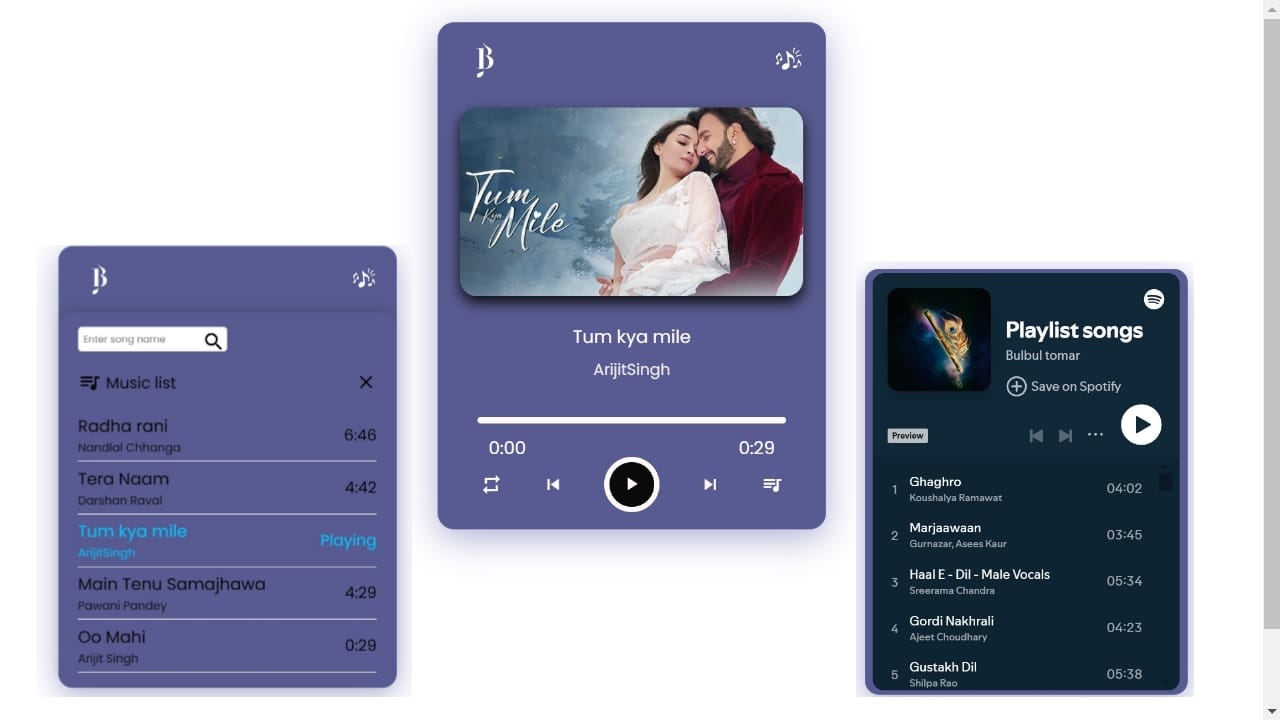 B
Tum
Kya
Mile
Tum kya mile
ArijitSingh
0:00 0:29
B
Enter song name
Music list
Radha rani
Nandlal Chhanga
6:46
Tera Naam
Darshan Raval
4:42
Tum kya mile
ArijitSingh
Playing
Main Tenu Samajhawa
Pawani Pandey
4:29
Oo Mahi
Arijit Singh
0:29
Playlist songs
Bulbul tomar
Save on Spotify
Preview
1 Ghaghro 04:02
Koushalya Ramawat
2 Marjaawaan 03:45
Gurnazar, Asees Kaur
3 Haal E - Dil - Male Vocals 05:34
Sreerama Chandra
4 Gordi Nakhrali 04:23
Ajeet Choudhary
5 Gustakh Dil 05:38
Shilpa Rao